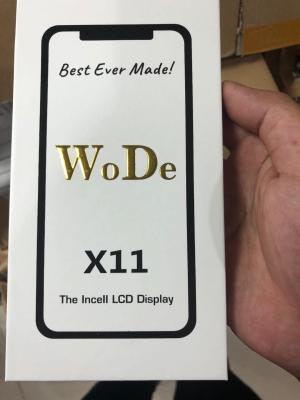 Best Ever Made!
WoDe
X11
The Incell LCD Display